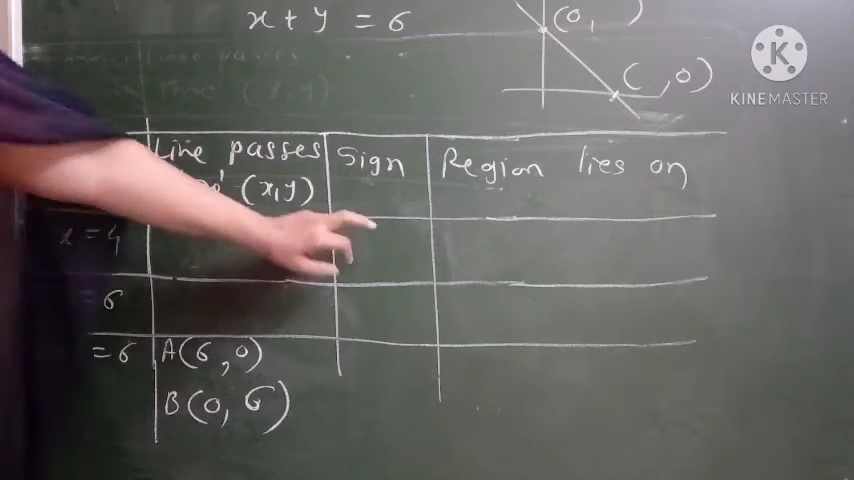 x + y = 6
(0, )
( , 0)
KINEMASTER
Line passes
(x,y)
Sign
Region lies on
x = 4
= 6
= 6
A(6,0)
B(0, 6)